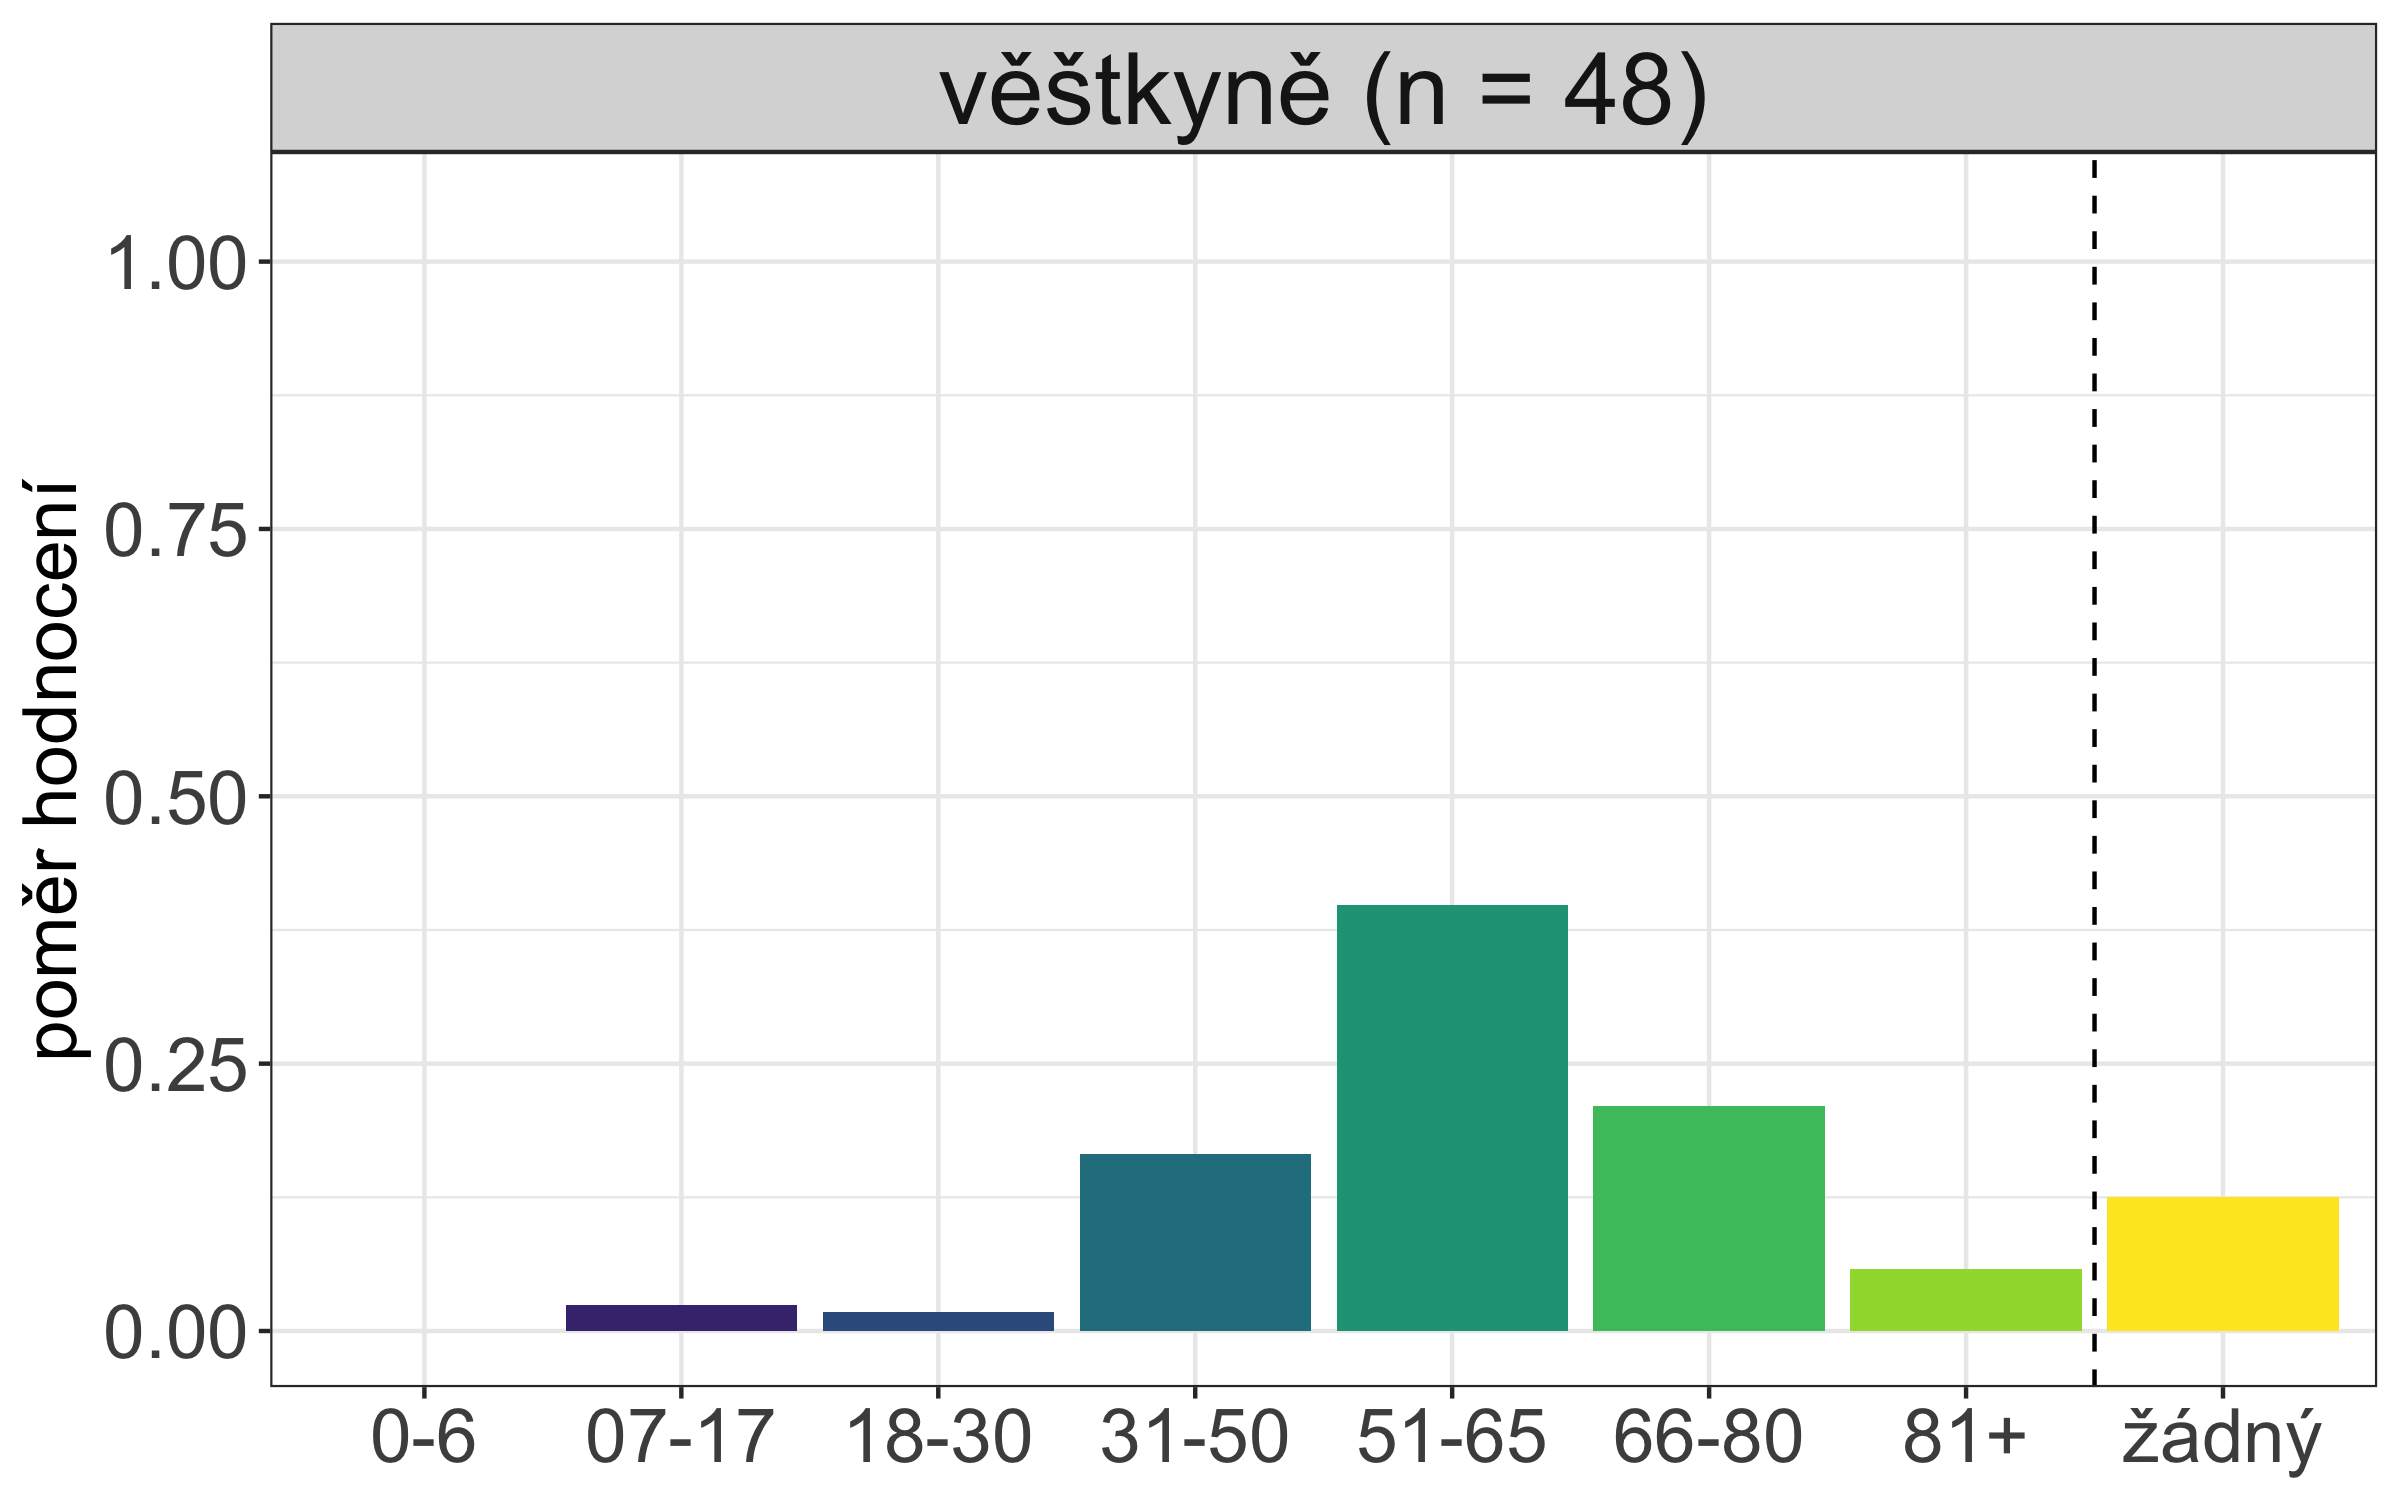 věštkyně (n = 48)
poměr hodnocení
1.00
0.75
0.50
0.25
0.00
0-6 07-17 18-30 31-50 51-65 66-80 81+ žádný